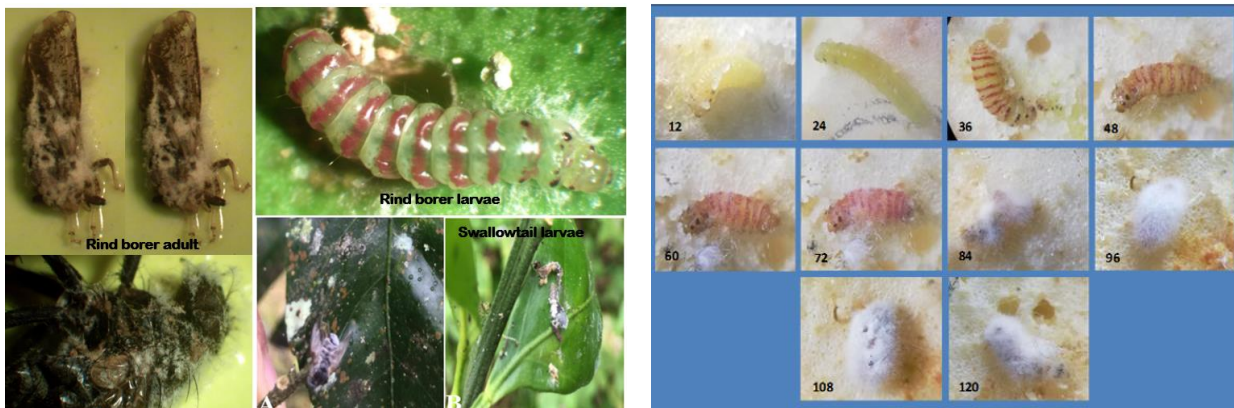 Rind borer adult
Rind borer larvae
Swallowtail larvae
A
B
12
24
36
48
60
72
84
96
108
120